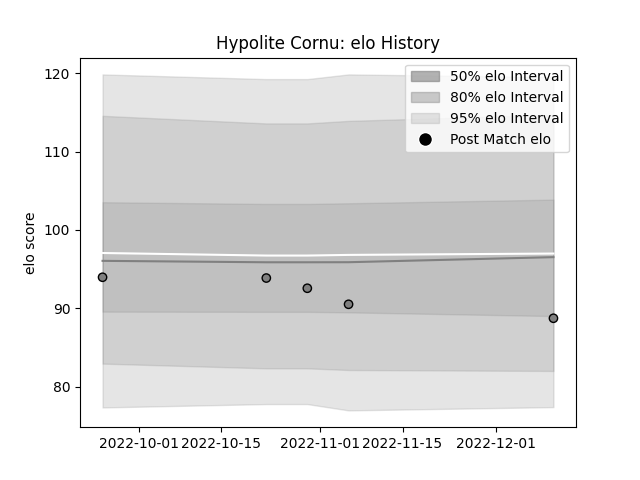 Hypolite Cornu: elo History
120
110
100
90
80
elo score
50% elo Interval
80% elo Interval
95% elo Interval
Post Match elo
2022-10-01 2022-10-15 2022-11-01 2022-11-15 2022-12-01